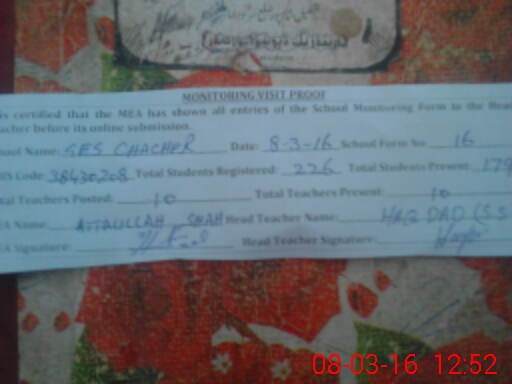 MONITORING VISIT PROOF
is certified that the MEA has shown all entries of the School Monitoring Form to the Head
acher before its online submission.
ool Name: GES CHACHER Date: 8-3-16 School Form No 16
IS Code: 38430208 Total Students Registered: 226 Total Students Present: 179
tal Teachers Posted: 10 Total Teachers Present: 10
EA Name: ATTAULLAH SHAH Head Teacher Name: HAQ DAD (S.S
EA Signature: Head Teacher Signature:
08-03-16 12:52